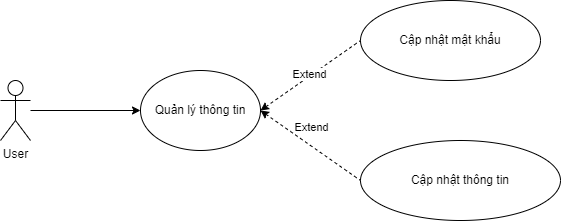 Cập nhật mật khẩu
Extend
Quản lý thông tin
Extend
User
Cập nhật thông tin